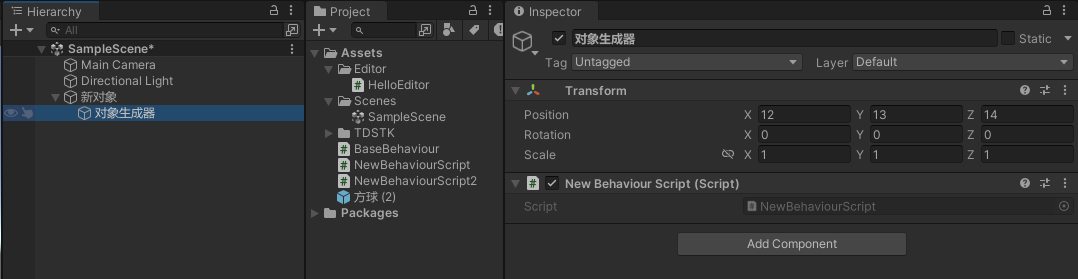 Hierarchy
All
SampleScene*
Main Camera
Directional Light
新对象
对象生成器
Project
Assets
Editor
HelloEditor
Scenes
SampleScene
TDSTK
BaseBehaviour
NewBehaviourScript
NewBehaviourScript2
方球 (2)
Packages
Inspector
对象生成器 Static
Tag Untagged Layer Default
Transform
Position X 12 Y 13 Z 14
Rotation X 0 Y 0 Z 0
Scale X 1 Y 1 Z 1
New Behaviour Script (Script)
Script NewBehaviourScript
Add Component